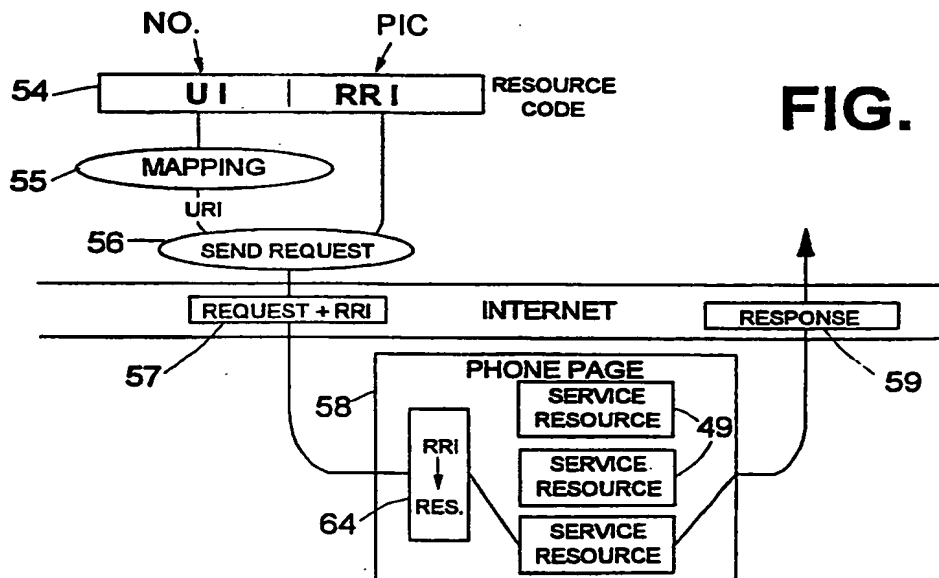 NO. PIC
54 UI | RRI RESOURCE CODE
FIG.
55 MAPPING
URI
56 SEND REQUEST
REQUEST + RRI INTERNET RESPONSE
57 59
58 PHONE PAGE
SERVICE RESOURCE
49
RRI
SERVICE RESOURCE
64 RES.
SERVICE RESOURCE